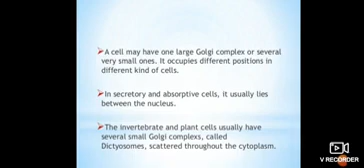 A cell may have one large Golgi complex or several
very small ones. It occupies different positions in
different kind of cells.
In secretory and absorptive cells, it usually lies
between the nucleus.
The invertebrate and plant cells usually have
several small Golgi complexs, called
Dictyosomes, scattered throughout the cytoplasm.
V RECORDER